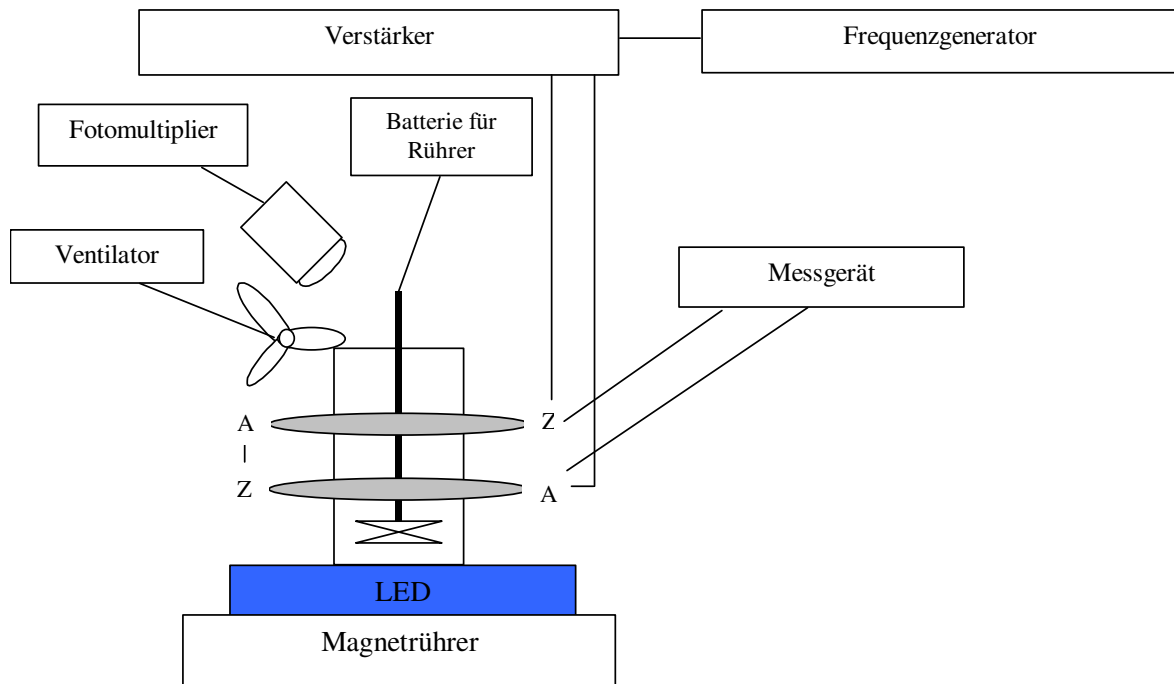 Verstärker
Frequenzgenerator
Fotomultiplier
Batterie für
Rührer
Ventilator
Messgerät
A
Z
Z
A
LED
Magnetrührer